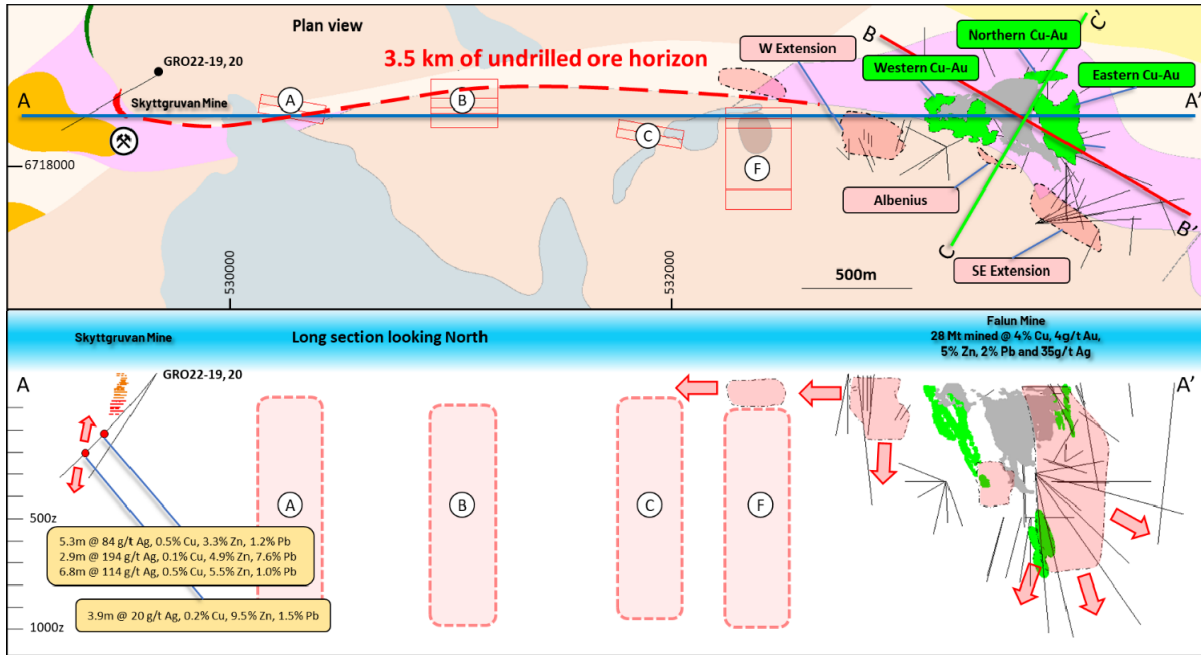 Plan view
3.5 km of undrilled ore horizon
GRO22-19, 20
Skyttgruvan Mine
A
A
B
C
F
W Extension
Western Cu-Au
Northern Cu-Au
Eastern Cu-Au
B
C'
A'
6718000
Albenius
SE Extension
B'
C
530000
532000
500m
Skyttgruvan Mine
Long section looking North
Falun Mine
28 Mt mined @ 4% Cu, 4g/t Au,
5% Zn, 2% Pb and 35g/t Ag
A
GRO22-19, 20
A'
A
B
C
F
500z
5.3m @ 84 g/t Ag, 0.5% Cu, 3.3% Zn, 1.2% Pb
2.9m @ 194 g/t Ag, 0.1% Cu, 4.9% Zn, 7.6% Pb
6.8m @ 114 g/t Ag, 0.5% Cu, 5.5% Zn, 1.0% Pb
3.9m @ 20 g/t Ag, 0.2% Cu, 9.5% Zn, 1.5% Pb
1000z